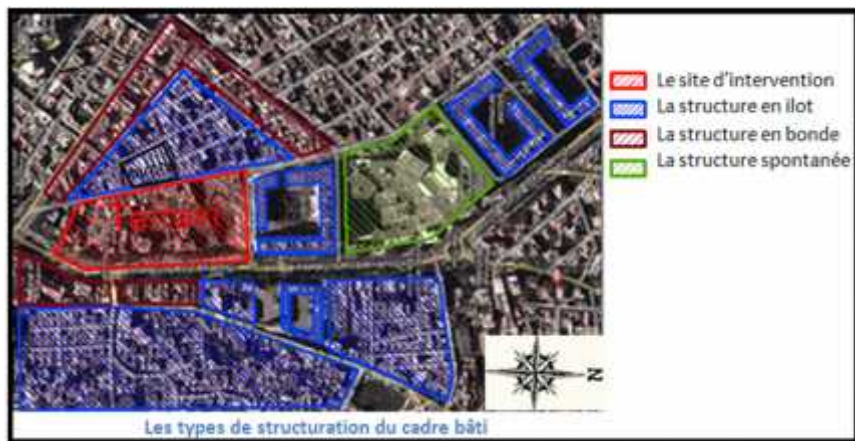 Le site d'intervention
La structure en ilot
La structure en bonde
La structure spontanée
Terrain
N
Les types de structuration du cadre bâti